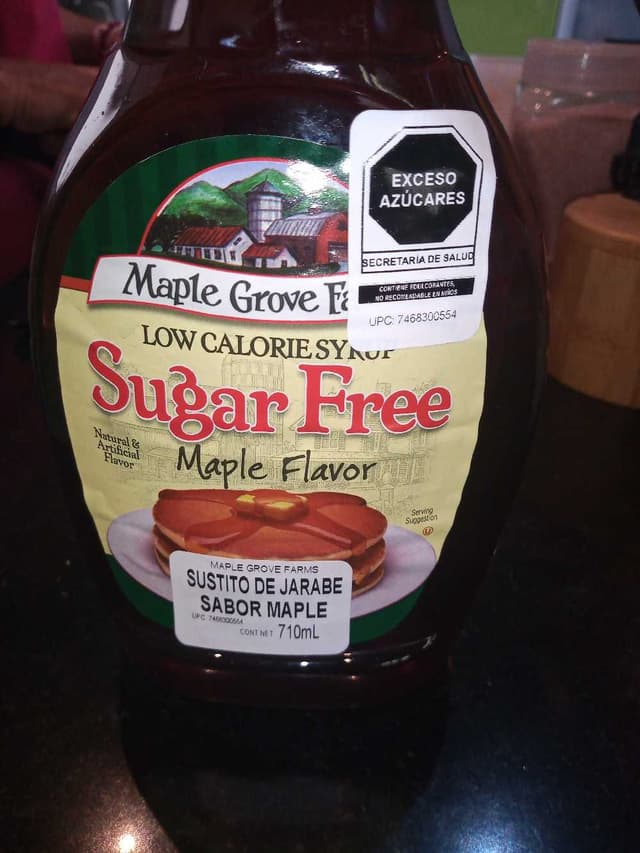 EXCESO
AZÚCARES
SECRETARÍA DE SALUD
CONTIENE EDULCORANTES,
NO RECOMENDABLE EN NIÑOS
UPC: 7468300554
Maple Grove Fa
LOW CALORIE SYRUP
Sugar Free
Natural &
Artificial
Flavor
Maple Flavor
Serving
Suggestion
MAPLE GROVE FARMS
SUSTITO DE JARABE
SABOR MAPLE
UPC 7468300554
CONT NET 710mL